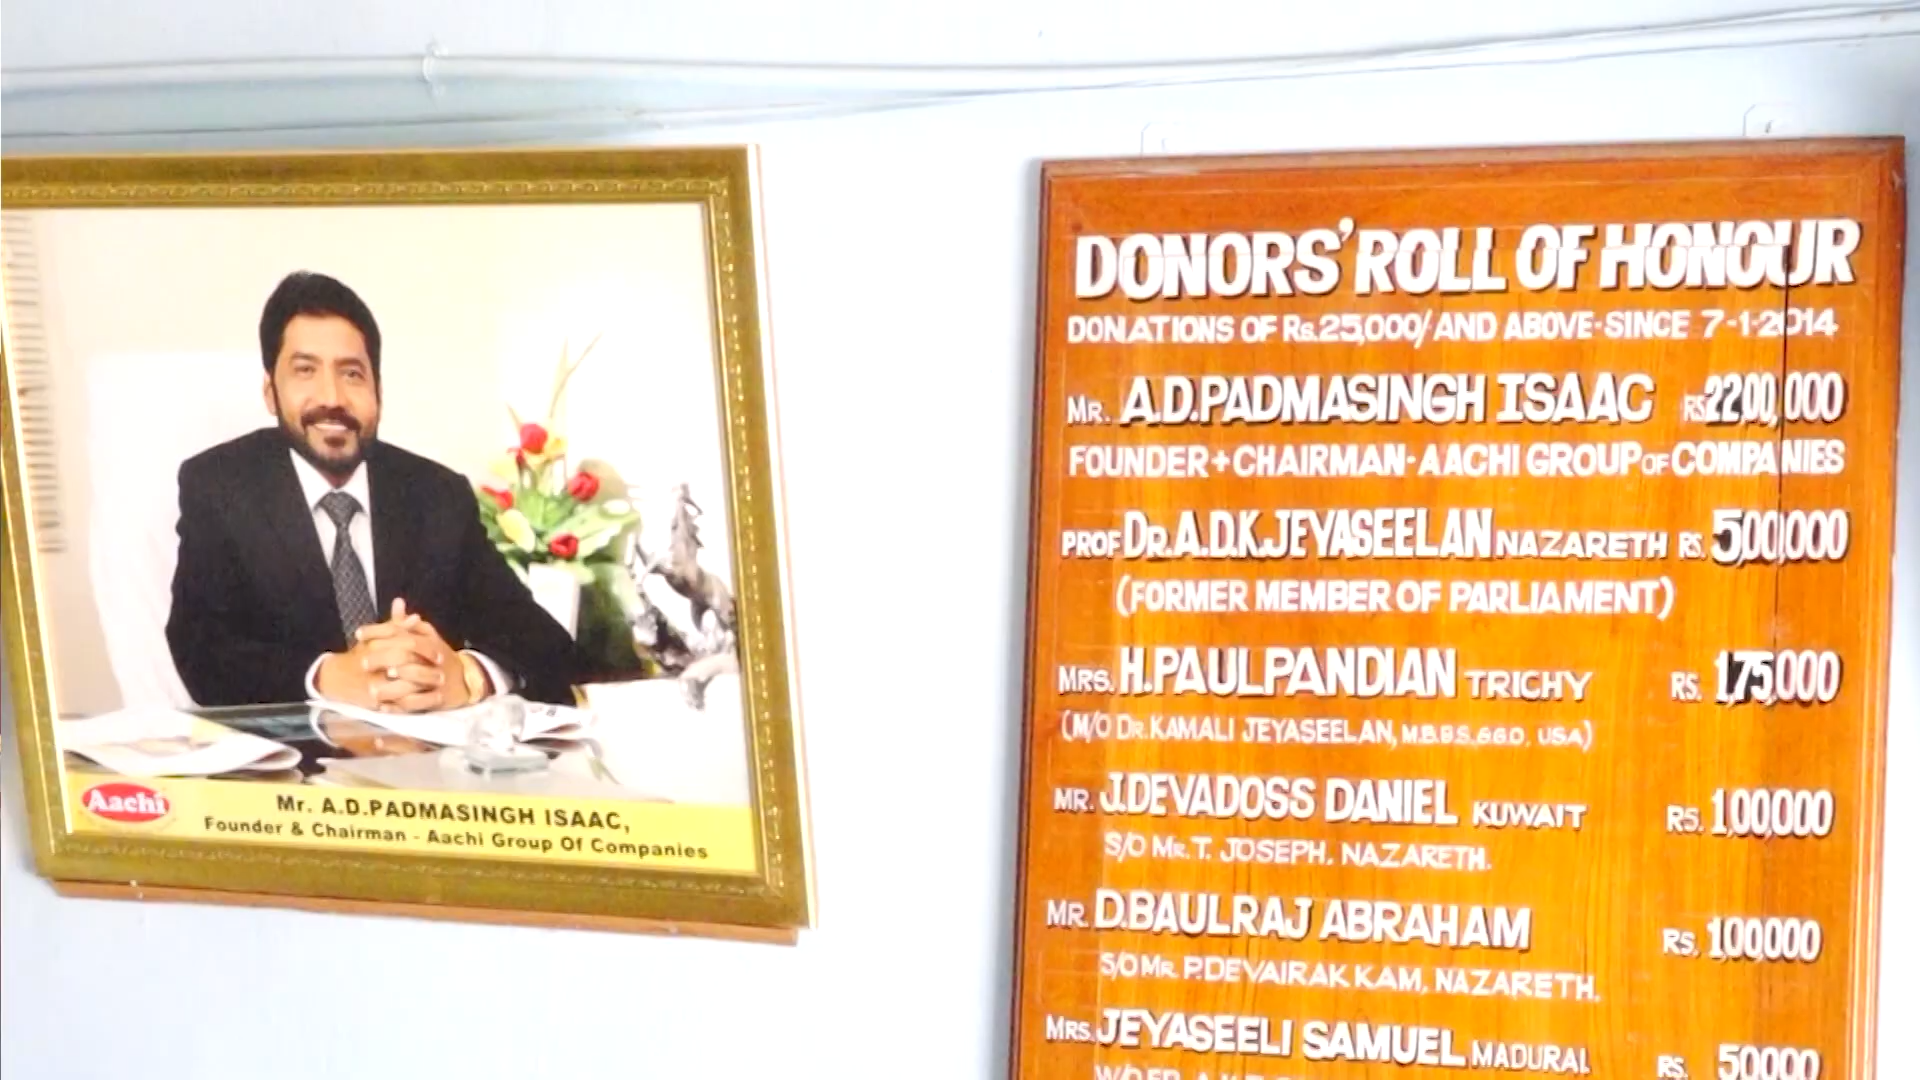 Aachi
Mr. A.D.PADMASINGH ISAAC,
Founder & Chairman - Aachi Group Of Companies
DONORS' ROLL OF HONOUR
DONATIONS OF Rs.25,000/ AND ABOVE-SINCE 7-1-2014
MR. A.D.PADMASINGH ISAAC RS 22,00,000
FOUNDER + CHAIRMAN - AACHI GROUP OF COMPANIES
PROF DR.A.D.K.JEYASEELAN NAZARETH RS. 5,00,000
(FORMER MEMBER OF PARLIAMENT)
MRS. H.PAULPANDIAN TRICHY RS. 1,75,000
(M/O DR. KAMALI JEYASEELAN, M.B.B.S. USA)
MR. J.DEVADOSS DANIEL KUWAIT RS. 1,00,000
S/O MR. T. JOSEPH, NAZARETH.
MR. D.BAULRAJ ABRAHAM RS. 1,00,000
S/O MR. P.DEVAIRAKKAM, NAZARETH.
MRS. JEYASEELI SAMUEL MADURAI. RS. 50000